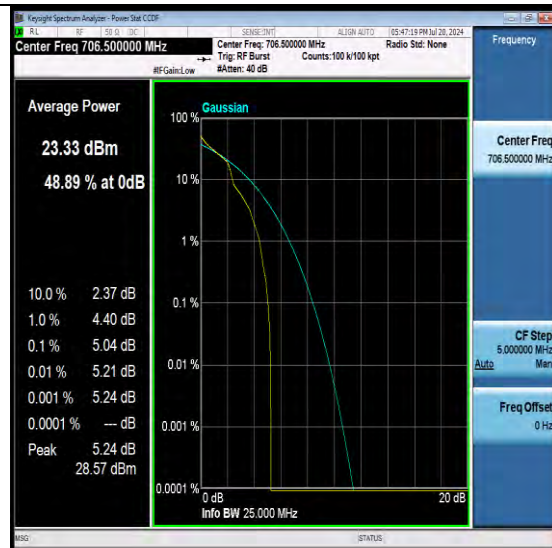 Keysight Spectrum Analyzer - Power Stat CCDF
RL RF 50 Ω DC SENSE:INT ALIGN AUTO 05:47:19 PM Jul 20, 2024
Center Freq 706.500000 MHz
Center Freq: 706.500000 MHz Radio Std: None
Trig: RF Burst Counts:100 k/100 kpt
#IFGain:Low #Atten: 40 dB
Frequency
Average Power
23.33 dBm
48.89 % at 0dB
10.0 % 2.37 dB
1.0 % 4.40 dB
0.1 % 5.04 dB
0.01 % 5.21 dB
0.001 % 5.24 dB
0.0001 % --- dB
Peak 5.24 dB
28.57 dBm
Gaussian
100 %
10 %
1 %
0.1 %
0.01 %
0.001 %
0.0001 %
0 dB 20 dB
Info BW 25.000 MHz
Center Freq
706.500000 MHz
CF Step
5.000000 MHz
Auto Man
Freq Offset
0 Hz
MSG STATUS